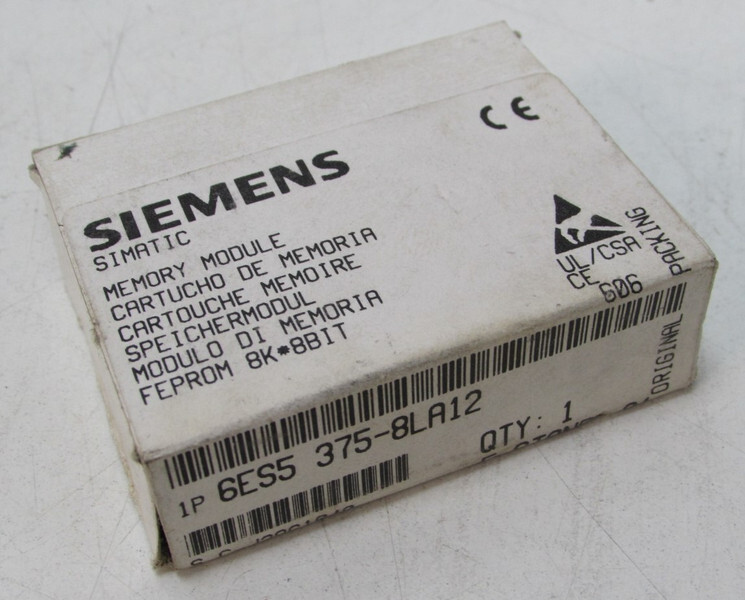 SIEMENS
CE
SIMATIC
MEMORY MODULE
CARTUCHO DE MEMORIA
CARTOUCHE MEMOIRE
SPEICHERMODUL
MODULO DI MEMORIA
FEPROM 8K*8BIT
UL/CSA
CE
606
ORIGINAL PACKING
1P 6ES5 375-8LA12
QTY: 1